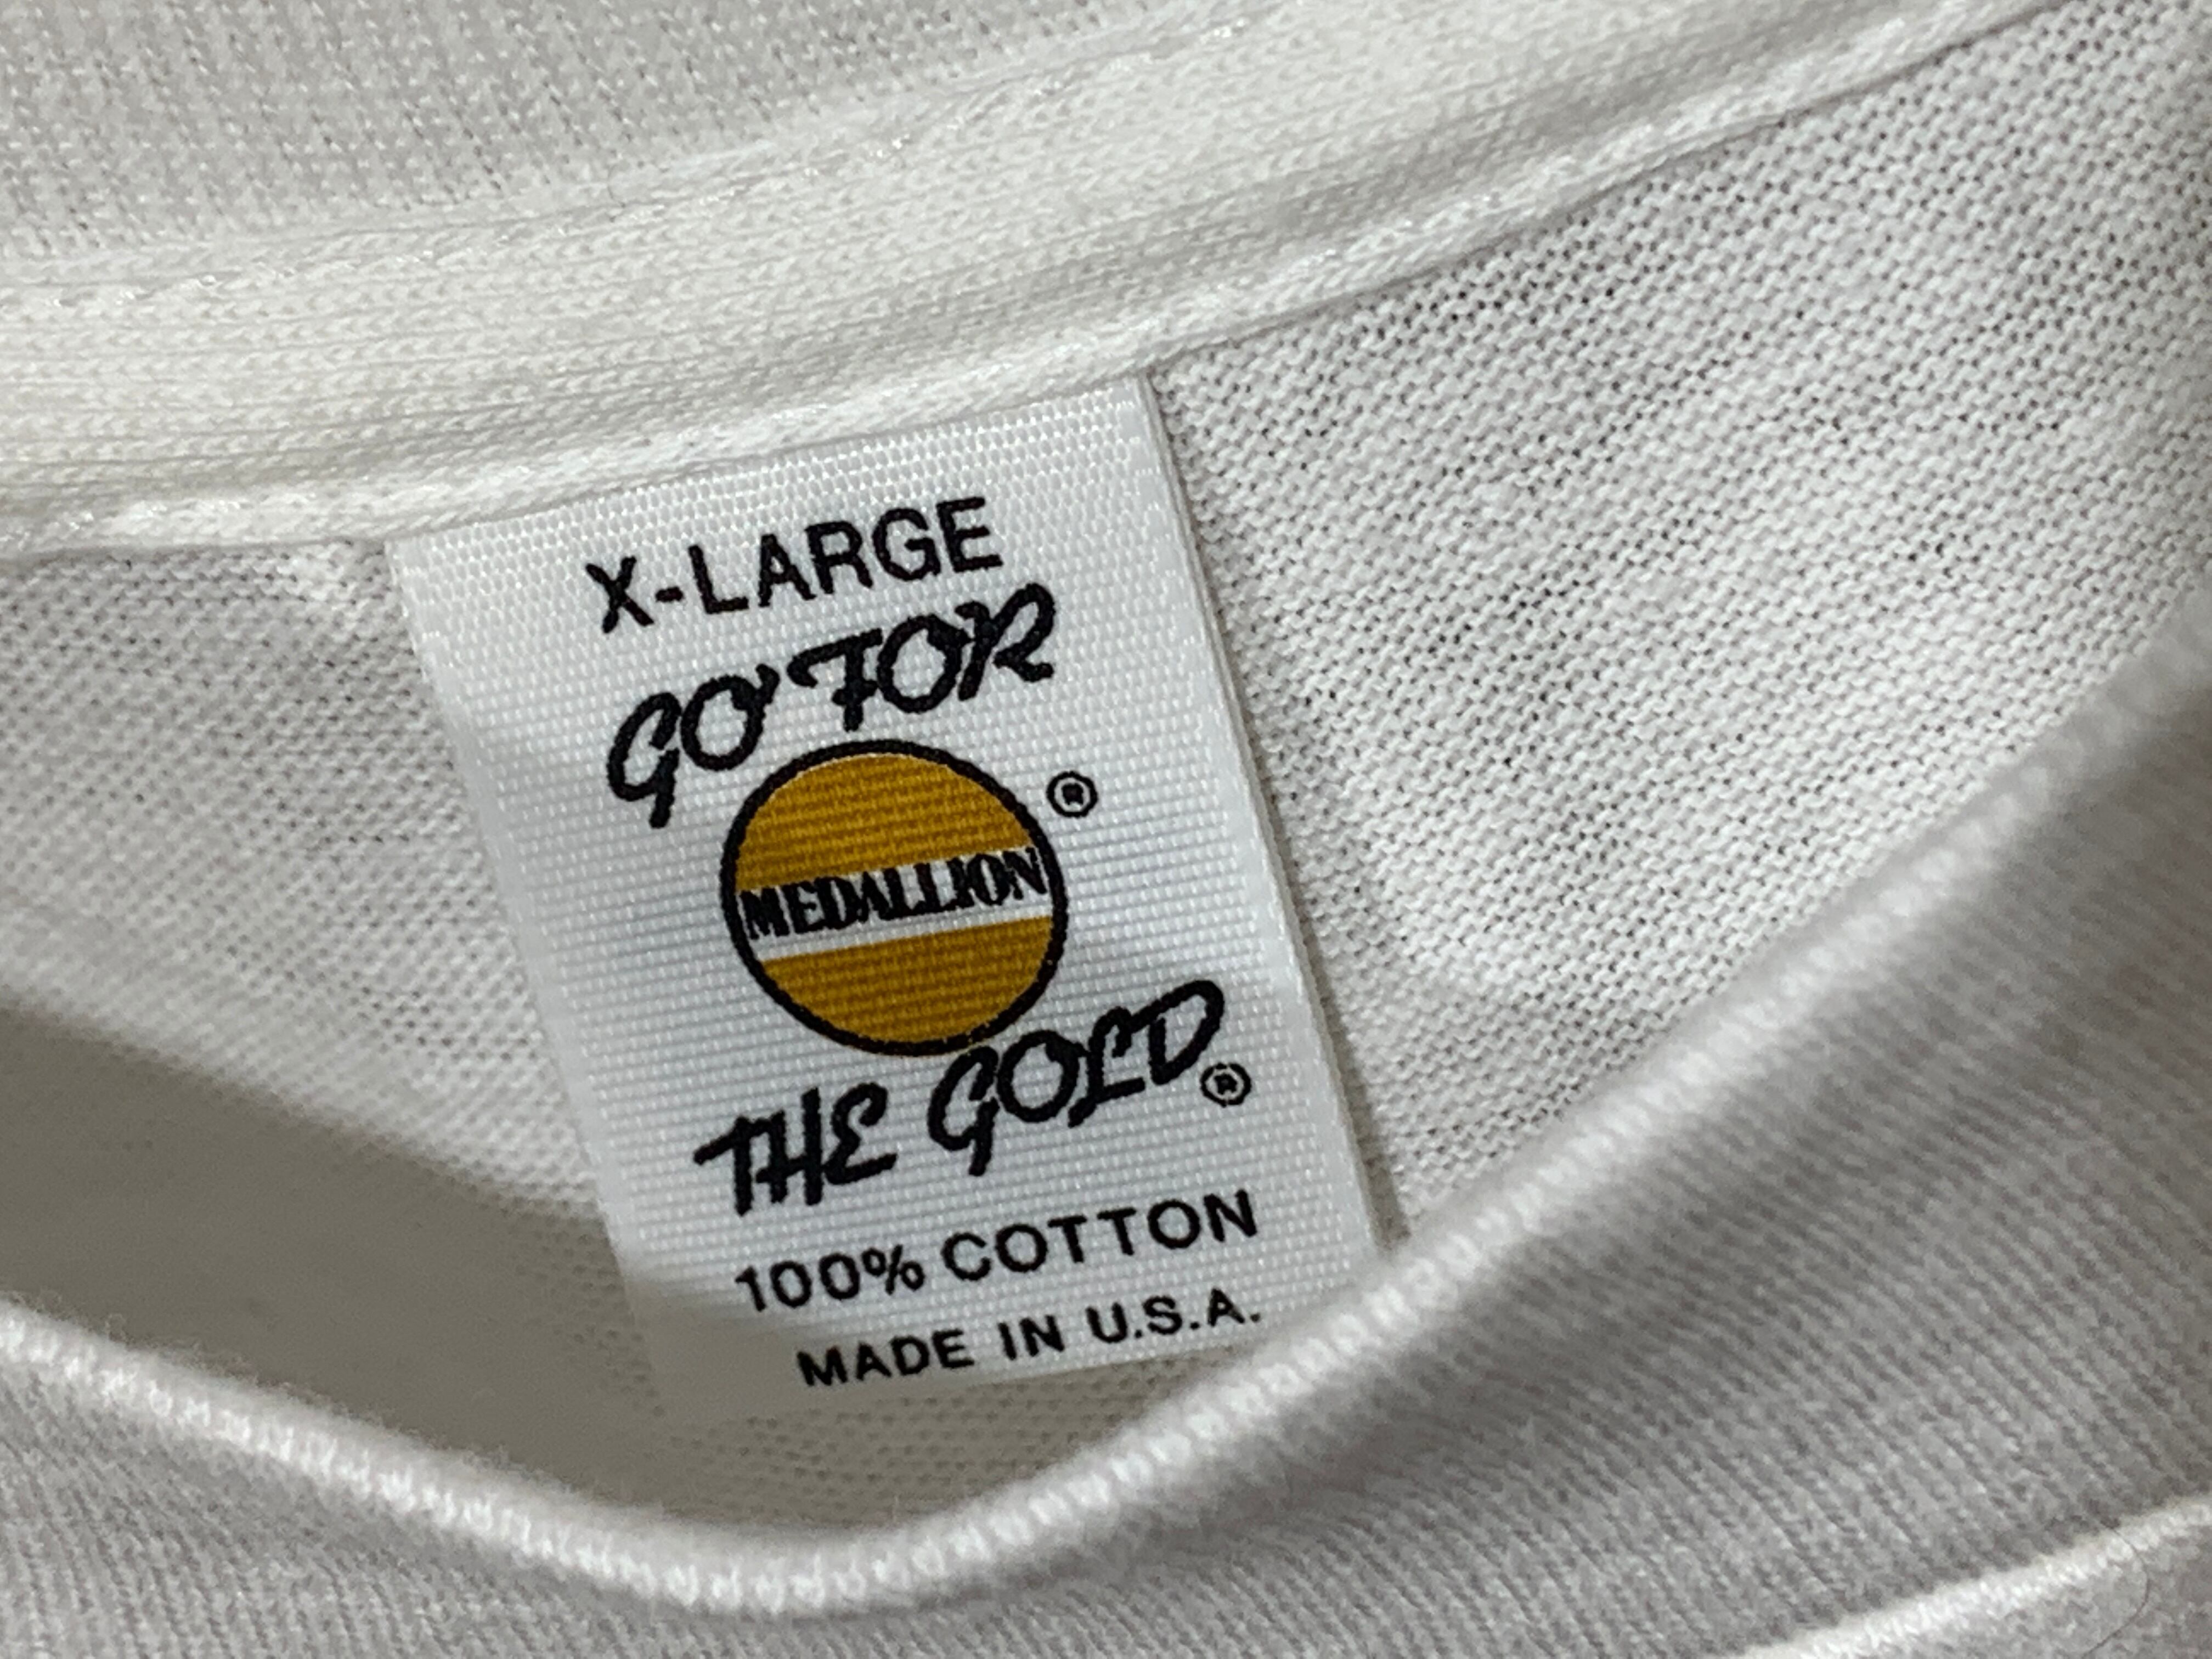 X-LARGE
GO FOR
MEDALLION ®
THE GOLD ®
100% COTTON
MADE IN U.S.A.